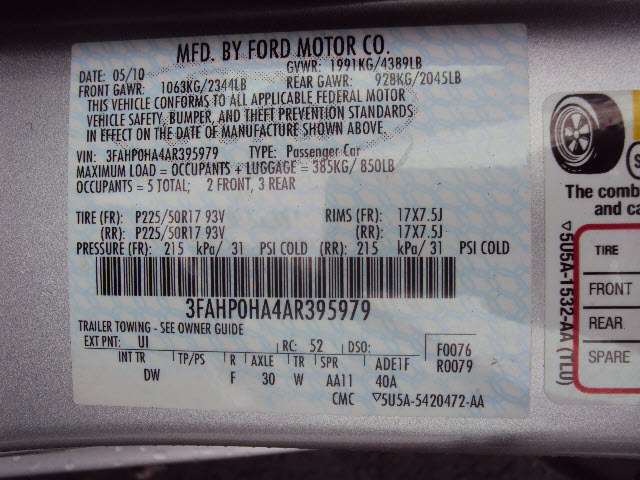 MFD. BY FORD MOTOR CO.
DATE: 05/10 GVWR: 1991KG/4389LB
FRONT GAWR: 1063KG/2344LB REAR GAWR: 928KG/2045LB
THIS VEHICLE CONFORMS TO ALL APPLICABLE FEDERAL MOTOR
VEHICLE SAFETY, BUMPER, AND THEFT PREVENTION STANDARDS
IN EFFECT ON THE DATE OF MANUFACTURE SHOWN ABOVE.
VIN: 3FAHP0HA4AR395979 TYPE: Passenger Car
MAXIMUM LOAD = OCCUPANTS + LUGGAGE = 385KG/ 850LB
OCCUPANTS = 5 TOTAL; 2 FRONT, 3 REAR
TIRE (FR): P225/50R17 93V RIMS (FR): 17X7.5J
(RR): P225/50R17 93V (RR): 17X7.5J
PRESSURE (FR): 215 kPa/ 31 PSI COLD (RR): 215 kPa/ 31 PSI COLD
3FAHP0HA4AR395979
TRAILER TOWING - SEE OWNER GUIDE
EXT PNT: UI RC: 52 DSO: F0076
R0079
INT TR TP/PS R AXLE TR SPR ADE1F
DW F 30 W AA11 40A
CMC ▽5U5A-5420472-AA
The comb
and ca
TIRE
FRONT
REAR
SPARE
▽5U5A-1532-AA (1L0)